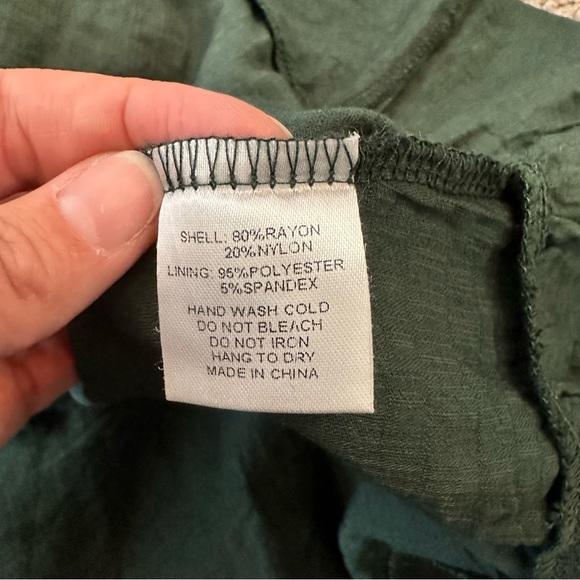 SHELL: 80%RAYON
20%NYLON
LINING: 95%POLYESTER
5%SPANDEX
HAND WASH COLD
DO NOT BLEACH
DO NOT IRON
HANG TO DRY
MADE IN CHINA